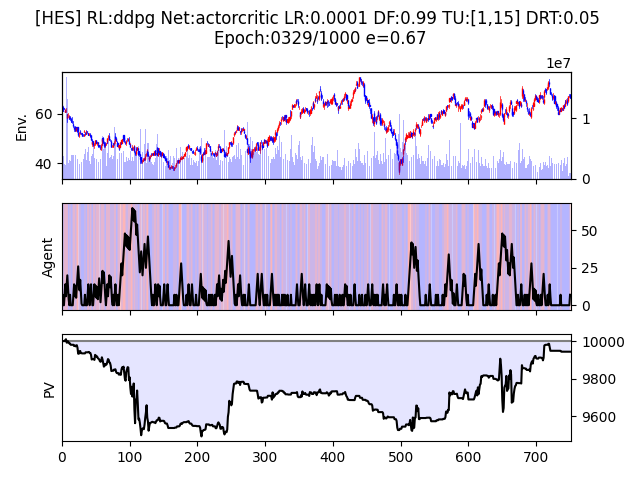 [HES] RL:ddpg Net:actorcritic LR:0.0001 DF:0.99 TU:[1,15] DRT:0.05
Epoch:0329/1000 e=0.67
1e7
Env.
60
40
1
0
Agent
50
25
0
PV
10000
9800
9600
0 100 200 300 400 500 600 700